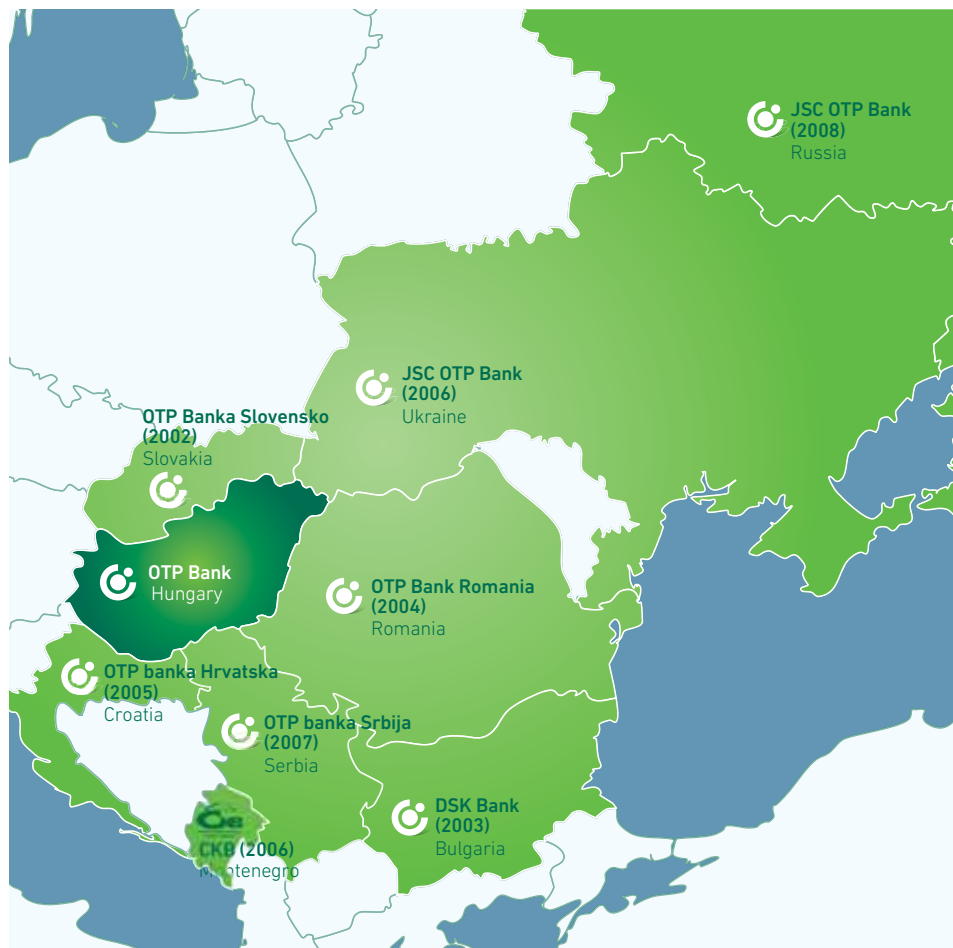 JSC OTP Bank
(2008)
Russia
JSC OTP Bank
(2006)
Ukraine
OTP Banka Slovensko
(2002)
Slovakia
OTP Bank
Hungary
OTP Bank Romania
(2004)
Romania
OTP banka Hrvatska
(2005)
Croatia
OTP banka Srbija
(2007)
Serbia
DSK Bank
(2003)
Bulgaria
CKB (2006)
Montenegro